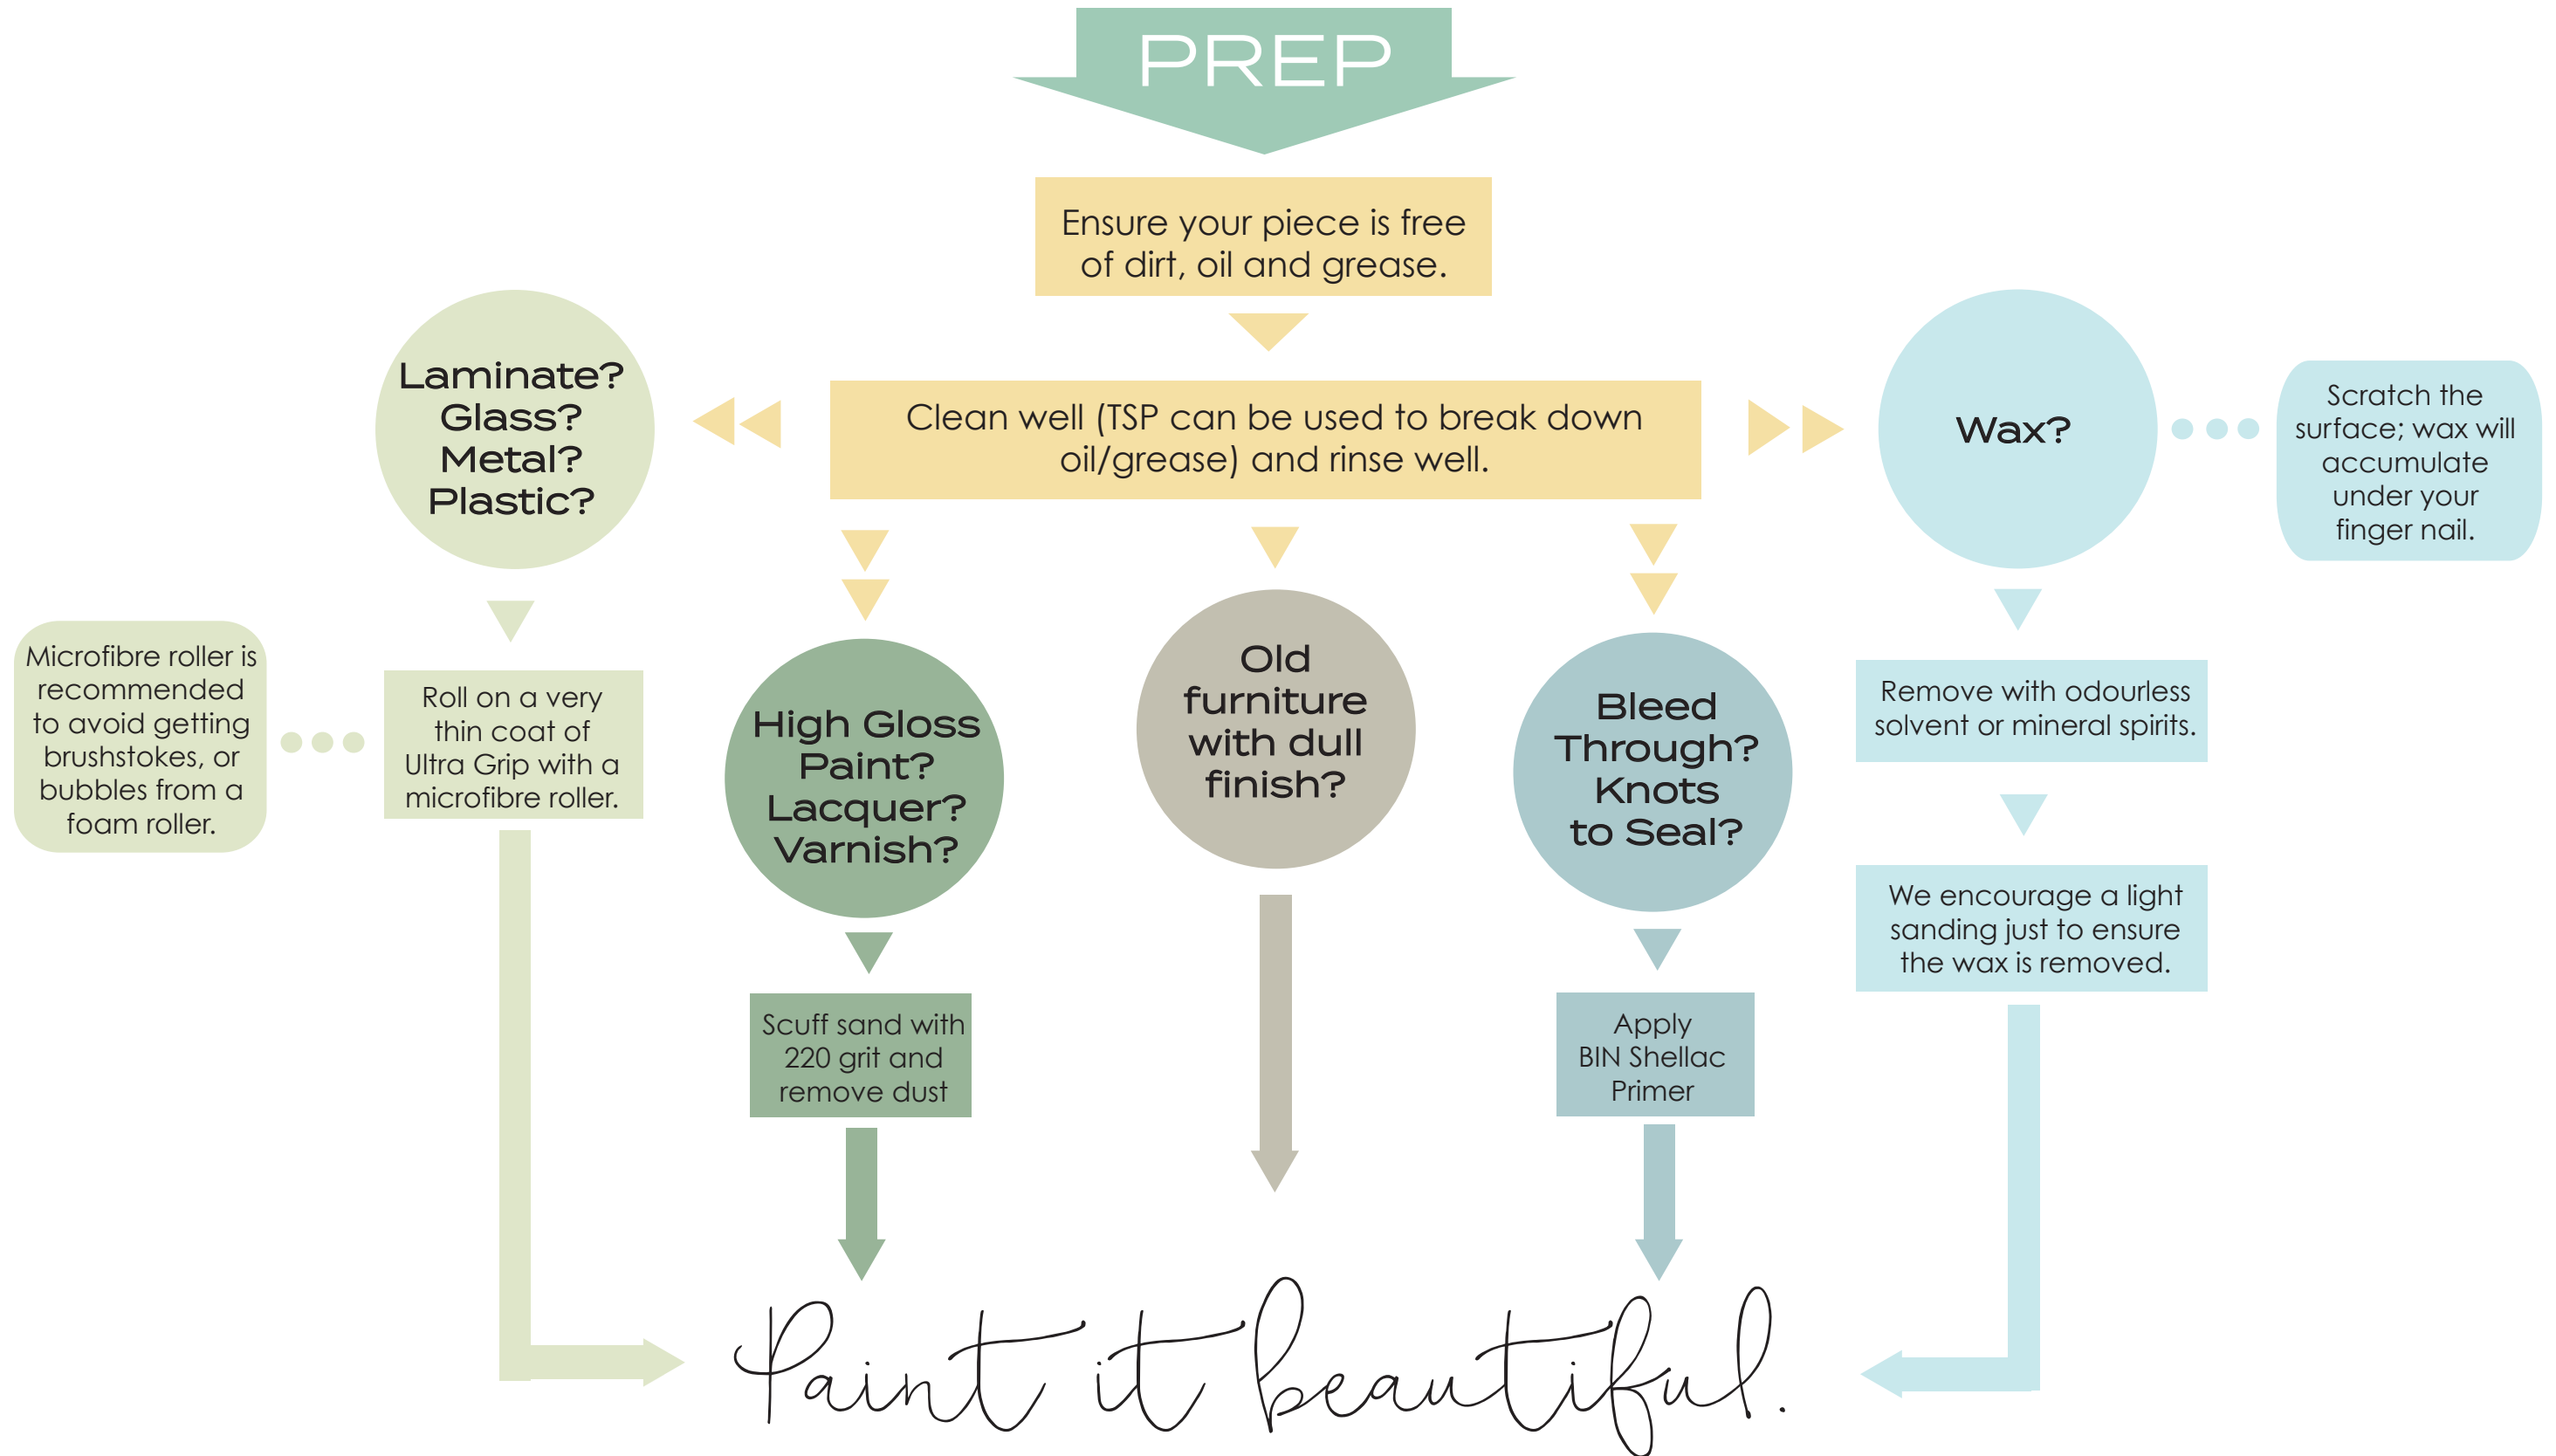 PREP
Ensure your piece is free
of dirt, oil and grease.
Clean well (TSP can be used to break down
oil/grease) and rinse well.
Laminate?
Glass?
Metal?
Plastic?
Microfibre roller is
recommended
to avoid getting
brushstokes, or
bubbles from a
foam roller.
Roll on a very
thin coat of
Ultra Grip with a
microfibre roller.
High Gloss
Paint?
Lacquer?
Varnish?
Scuff sand with
220 grit and
remove dust
Old
furniture
with dull
finish?
Bleed
Through?
Knots
to Seal?
Apply
BIN Shellac
Primer
Wax?
Scratch the
surface; wax will
accumulate
under your
finger nail.
Remove with odourless
solvent or mineral spirits.
We encourage a light
sanding just to ensure
the wax is removed.
Paint it beautiful.